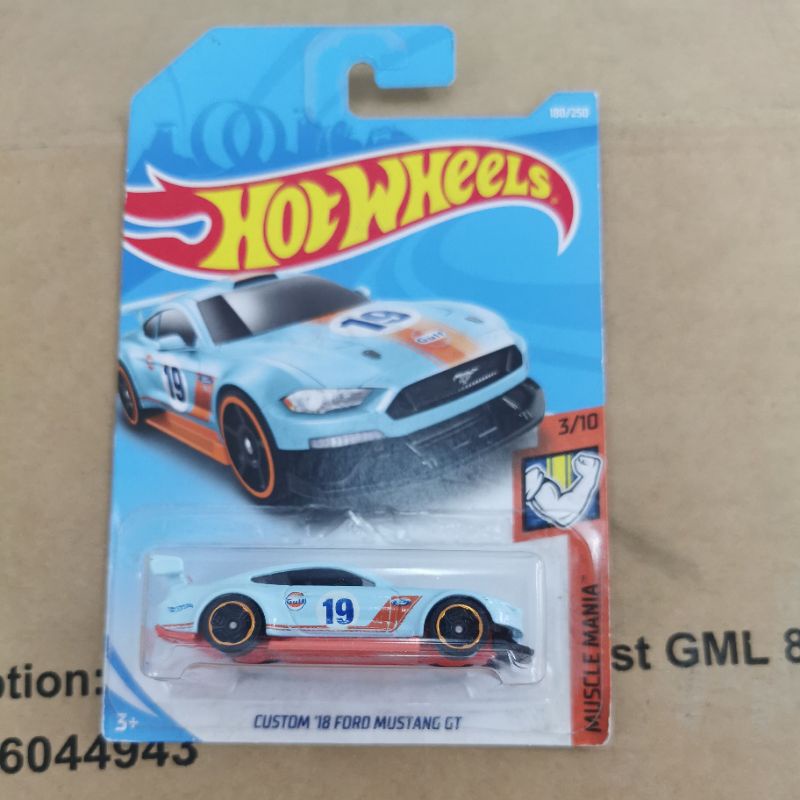 180/250
HOT WHEELS
19
Gulf
19
3/10
MUSCLE MANIA
Gulf
19
Ford
CUSTOM '18 FORD MUSTANG GT
3+
otion:
st GML 8
6044943